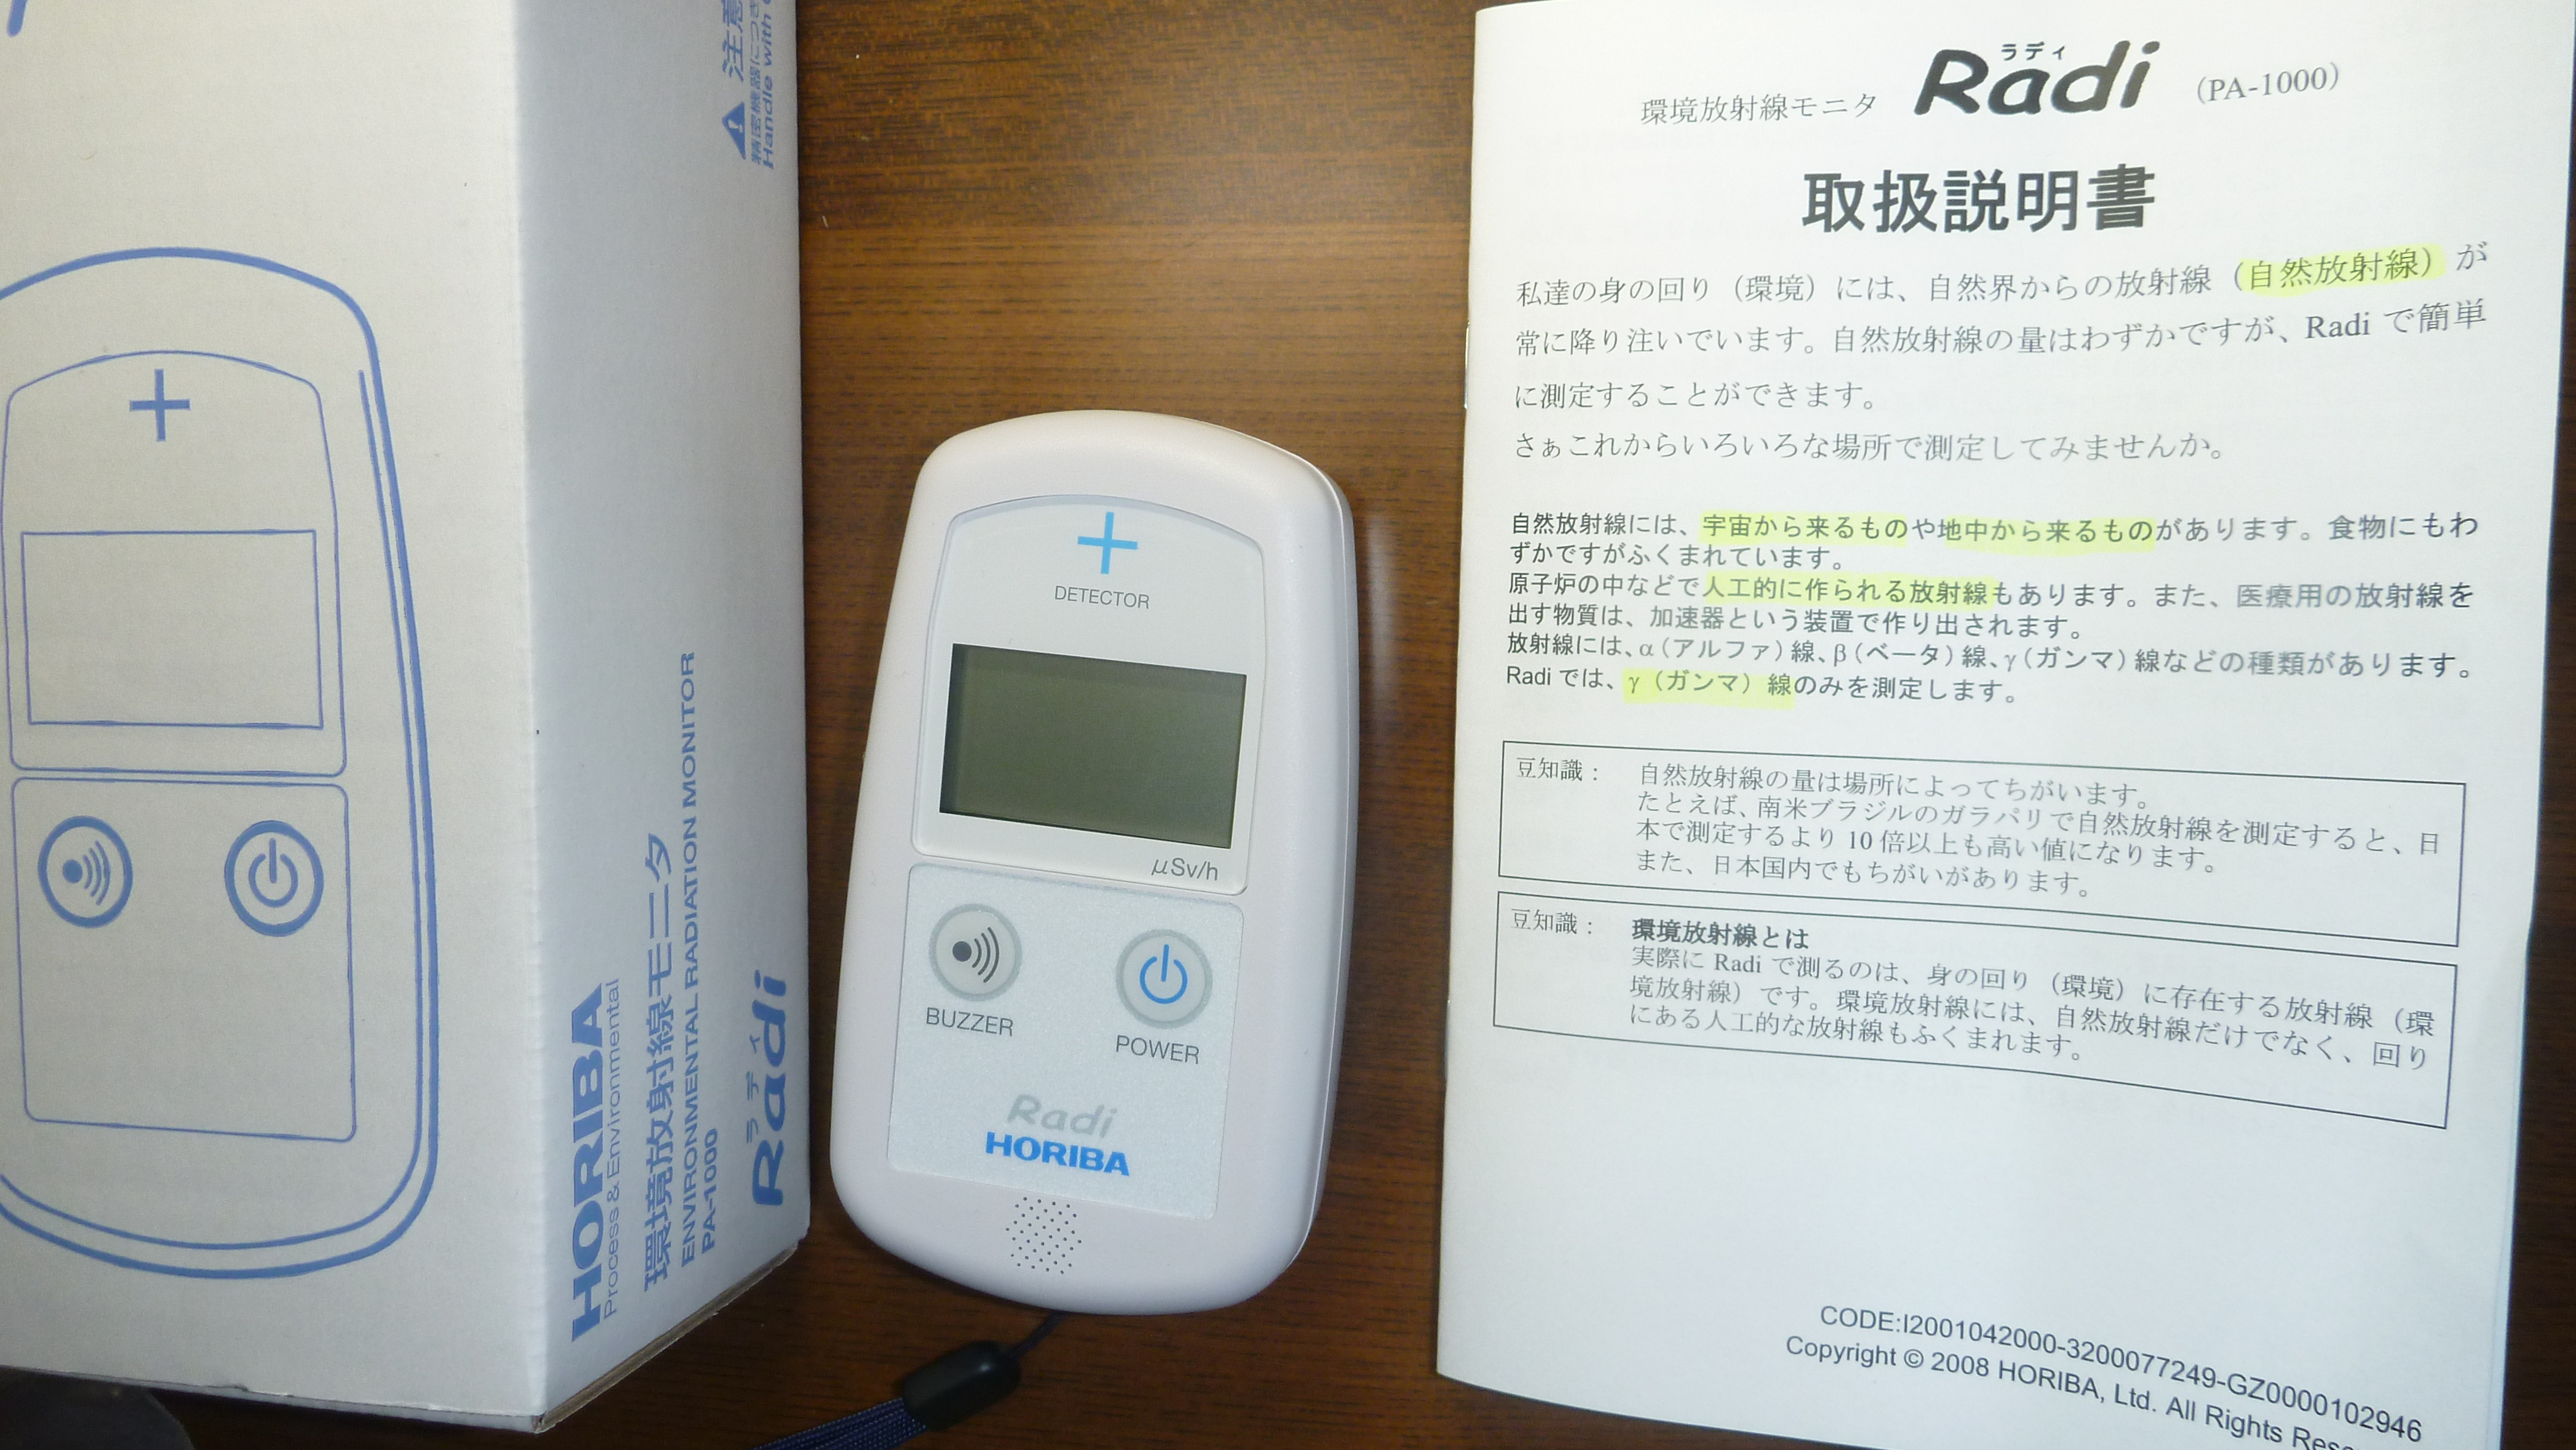 注意
精密機器につき
Handle with
HORIBA
Process & Environmental
環境放射線モニタ
ENVIRONMENTAL RADIATION MONITOR
PA-1000
ラディ
Radi
DETECTOR
μSv/h
BUZZER
POWER
Radi
HORIBA
ラディ
環境放射線モニタ Radi (PA-1000)
取扱説明書
私達の身の回り（環境）には、自然界からの放射線（自然放射線）が
常に降り注いでいます。自然放射線の量はわずかですが、Radi で簡単
に測定することができます。
さぁこれからいろいろな場所で測定してみませんか。
自然放射線には、宇宙から来るものや地中から来るものがあります。食物にもわ
ずかですがふくまれています。
原子炉の中などで人工的に作られる放射線もあります。また、医療用の放射線を
出す物質は、加速器という装置で作り出されます。
放射線には、α（アルファ）線、β（ベータ）線、γ（ガンマ）線などの種類があります。
Radi では、γ（ガンマ）線のみを測定します。
豆知識： 自然放射線の量は場所によってちがいます。
たとえば、南米ブラジルのガラパリで自然放射線を測定すると、日
本で測定するより 10 倍以上も高い値になります。
また、日本国内でもちがいがあります。
豆知識： 環境放射線とは
実際に Radi で測るのは、身の回り（環境）に存在する放射線（環
境放射線）です。環境放射線には、自然放射線だけでなく、回り
にある人工的な放射線もふくまれます。
CODE:I2001042000-3200077249-GZ0000102946
Copyright © 2008 HORIBA, Ltd. All Rights Rese